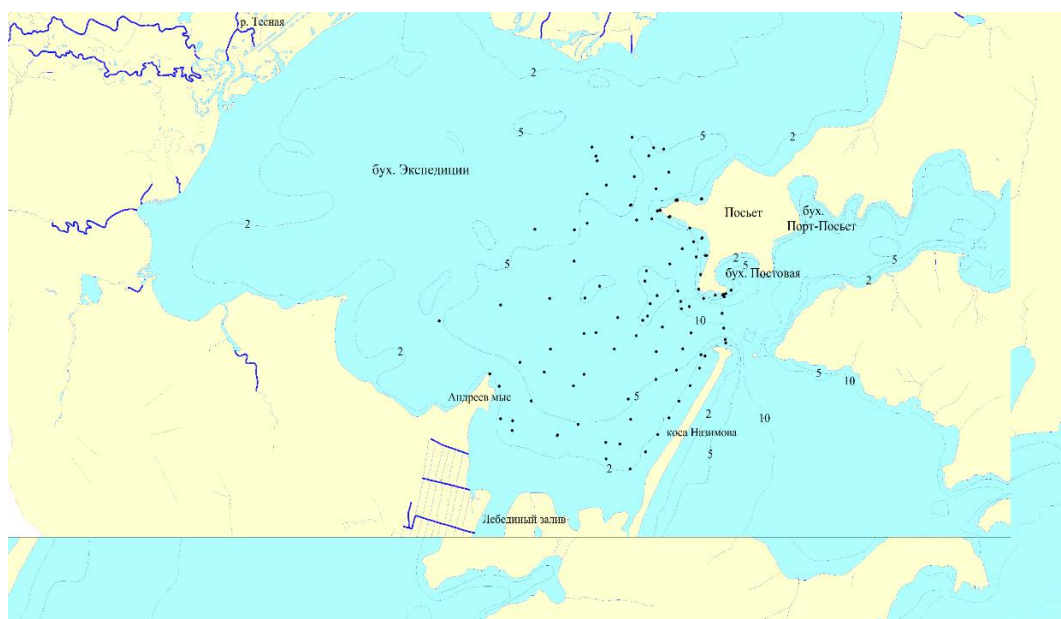 р. Тесная
2
5
5
2
бух. Экспедиции
Посьет
бух.
Порт-Посьет
2
2
5
5
5
бух. Постовая
2
10
2
5
10
Андреев мыс
5
2
10
коса Назимова
5
2
Лебединый залив